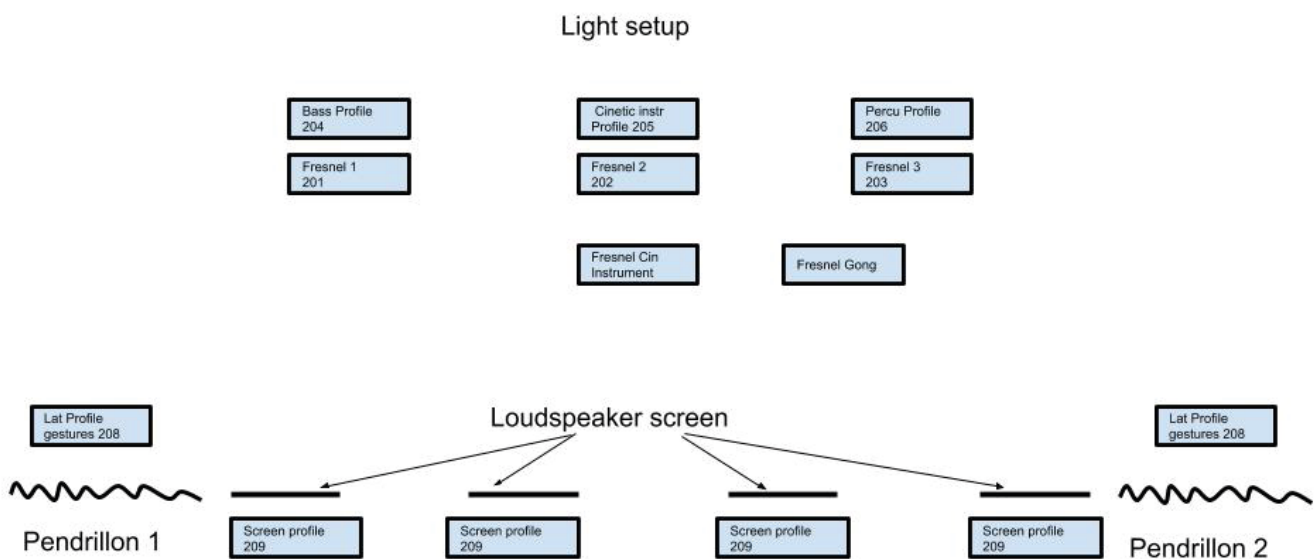 Light setup
Bass Profile
204
Cinetic instr
Profile 205
Percu Profile
206
Fresnel 1
201
Fresnel 2
202
Fresnel 3
203
Fresnel Cin
Instrument
Fresnel Gong
Lat Profile
gestures 208
Loudspeaker screen
Lat Profile
gestures 208
Pendrillon 1
Screen profile
209
Screen profile
209
Screen profile
209
Screen profile
209
Pendrillon 2